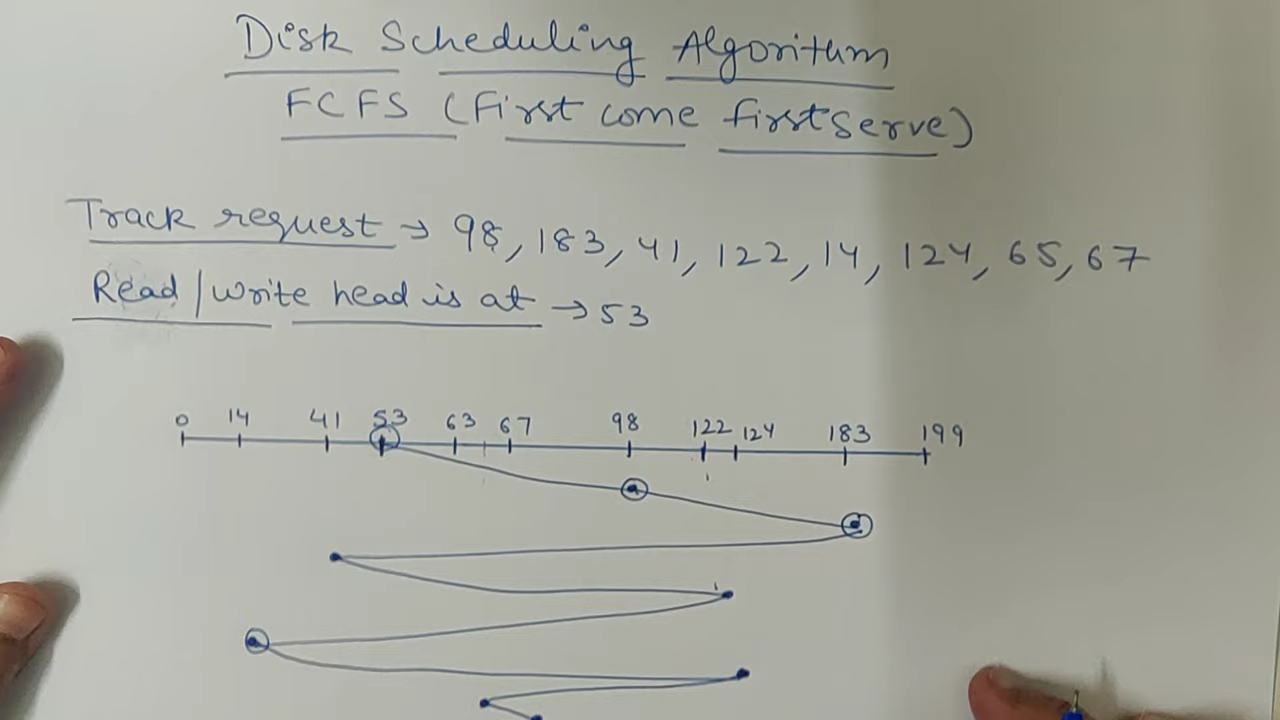 Disk Scheduling Algorithm
FCFS (First come first serve)
Track request → 98, 183, 41, 122, 14, 124, 65, 67
Read/write head is at → 53
0 14 41 53 63 67 98 122 124 183 199